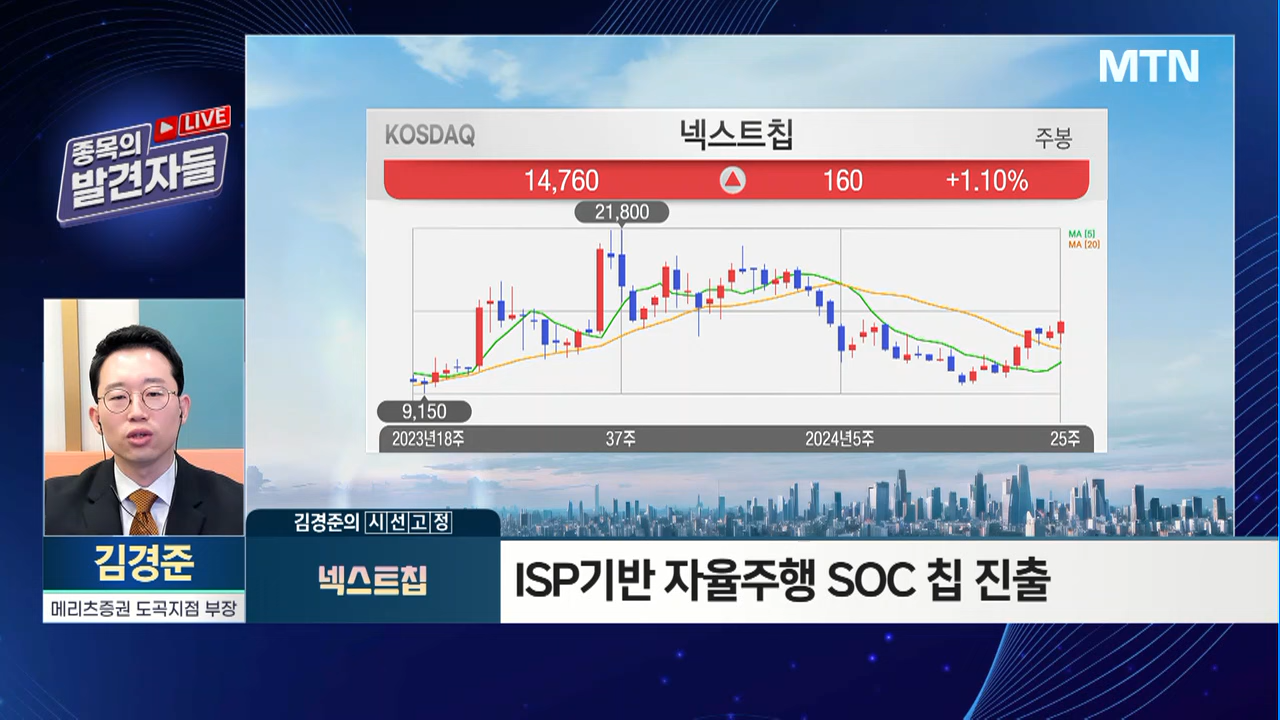 MTN
LIVE
종목의
발견자들
KOSDAQ 넥스트칩 주봉
14,760 160 +1.10%
21,800
MA [5]
MA [20]
9,150
2023년18주 37주 2024년5주 25주
김경준의 시선고정
넥스트칩
ISP기반 자율주행 SOC 칩 진출
김경준
메리츠증권 도곡지점 부장